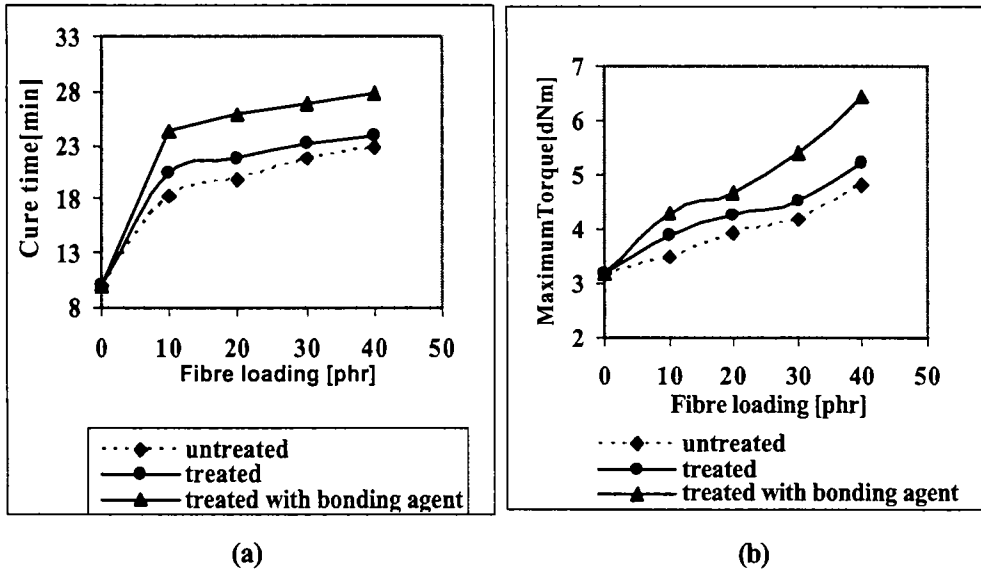 33
28
23
18
13
8
Cure time[min]
0 10 20 30 40 50
Fibre loading [phr]
untreated
treated
treated with bonding agent
(a)
7
6
5
4
3
2
MaximumTorque[dNm]
0 10 20 30 40 50
Fibre loading [phr]
untreated
treated
treated with bonding agent
(b)